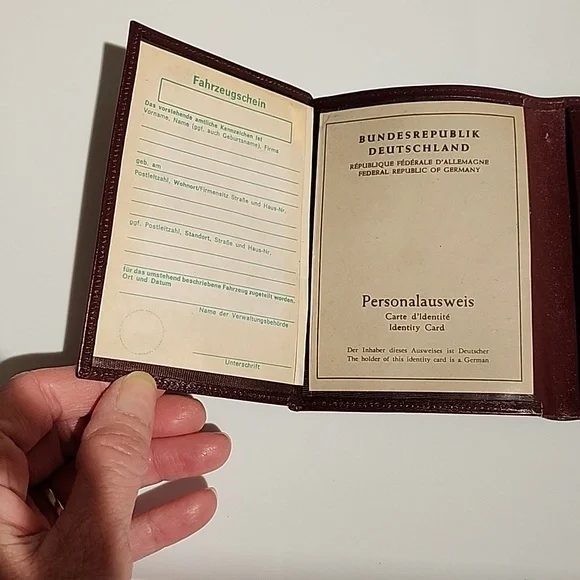 Fahrzeugschein
Das vorstehende amtliche Kennzeichen ist
Vorname, Name (ggf. auch Geburtsname), Firma
geb. am
Postleitzahl, Wohnort/Firmensitz Straße und Haus-Nr.
ggf. Postleitzahl, Standort, Straße und Haus-Nr.
für das umstehend beschriebene Fahrzeug zugeteilt worden.
Ort und Datum
Name der Verwaltungsbehörde
Unterschrift
BUNDESREPUBLIK
DEUTSCHLAND
RÉPUBLIQUE FÉDÉRALE D'ALLEMAGNE
FEDERAL REPUBLIC OF GERMANY
Personalausweis
Carte d'Identité
Identity Card
Der Inhaber dieses Ausweises ist Deutscher
The holder of this identity card is a German